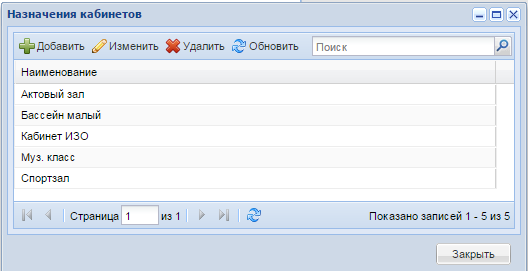 Назначения кабинетов
Добавить Изменить Удалить Обновить Поиск
Наименование
Актовый зал
Бассейн малый
Кабинет ИЗО
Муз. класс
Спортзал
Страница 1 из 1 Показано записей 1 - 5 из 5
Закрыть